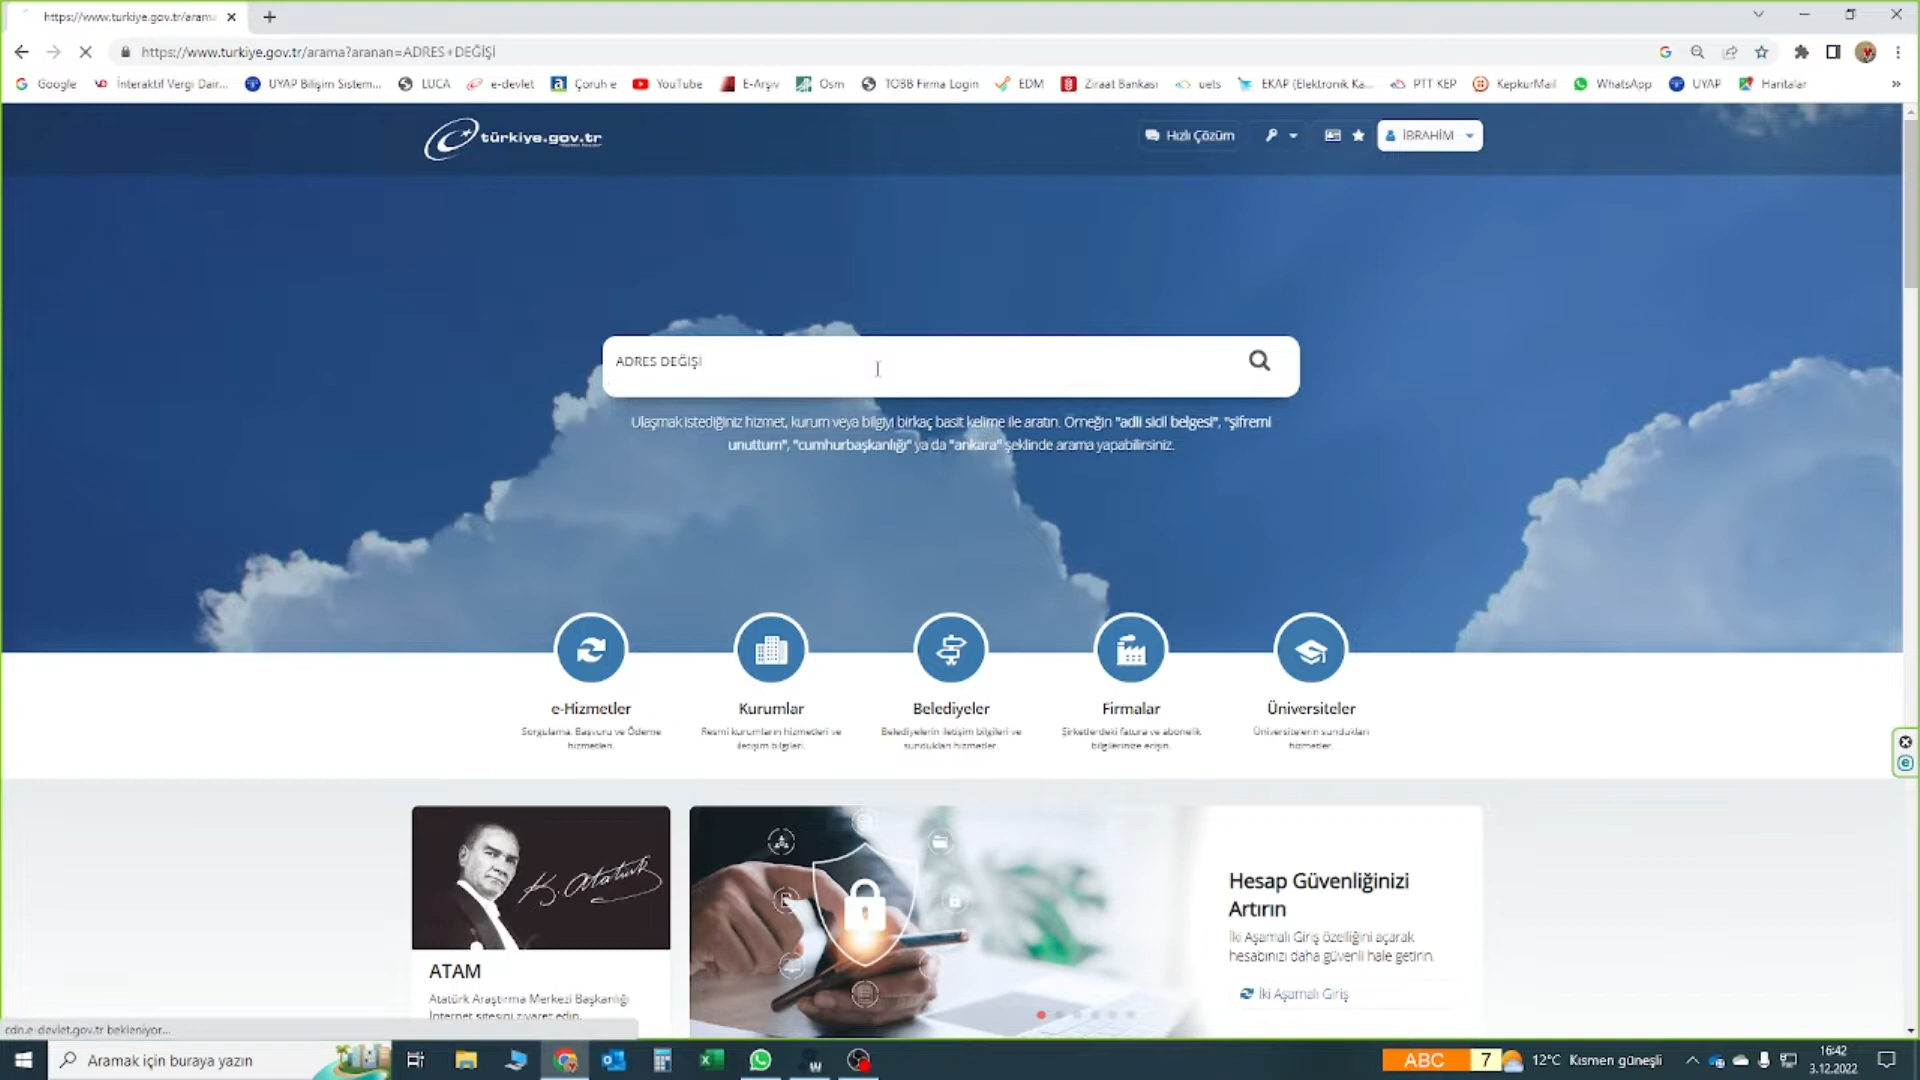 https://www.turkiye.gov.tr/arama
https://www.turkiye.gov.tr/arama?aranan=ADRES+DEĞİŞİ
Google
İnteraktif Vergi Dair...
UYAP Bilişim Sistem...
LUCA
e-devlet
Çoruh e
YouTube
E-Arşiv
Osm
TOBB Firma Login
EDM
Ziraat Bankası
uets
EKAP (Elektronik Ka...
PTT KEP
KepkurMail
WhatsApp
UYAP
Haritalar
»
türkiye.gov.tr
Hızlı Çözüm
İBRAHİM
ADRES DEĞİŞİ
Ulaşmak istediğiniz hizmet, kurum veya bilgiyi birkaç basit kelime ile aratın. Örneğin "adli sicil belgesi", "şifremi
unuttum", "cumhurbaşkanlığı" ya da "ankara" şeklinde arama yapabilirsiniz.
e-Hizmetler
Sorgulama, Başvuru ve Ödeme
hizmetleri.
Kurumlar
Resmi kurumların hizmetleri ve
iletişim bilgileri.
Belediyeler
Belediyelerin iletişim bilgileri ve
sundukları hizmetler
Firmalar
Şirketlerdeki fatura ve abonelik
bilgilerinize erişin.
Üniversiteler
Üniversitelerin sundukları
hizmetler.
K. Atatürk
ATAM
Atatürk Araştırma Merkezi Başkanlığı
İnternet sitesini ziyaret edin.
Hesap Güvenliğinizi
Artırın
İki Aşamalı Giriş özelliğini açarak
hesabınızı daha güvenli hale getirin.
İki Aşamalı Giriş
cdn.e-devlet.gov.tr bekleniyor...
Aramak için buraya yazın
ABC
7
12°C Kısmen güneşli
16:42
3.12.2022